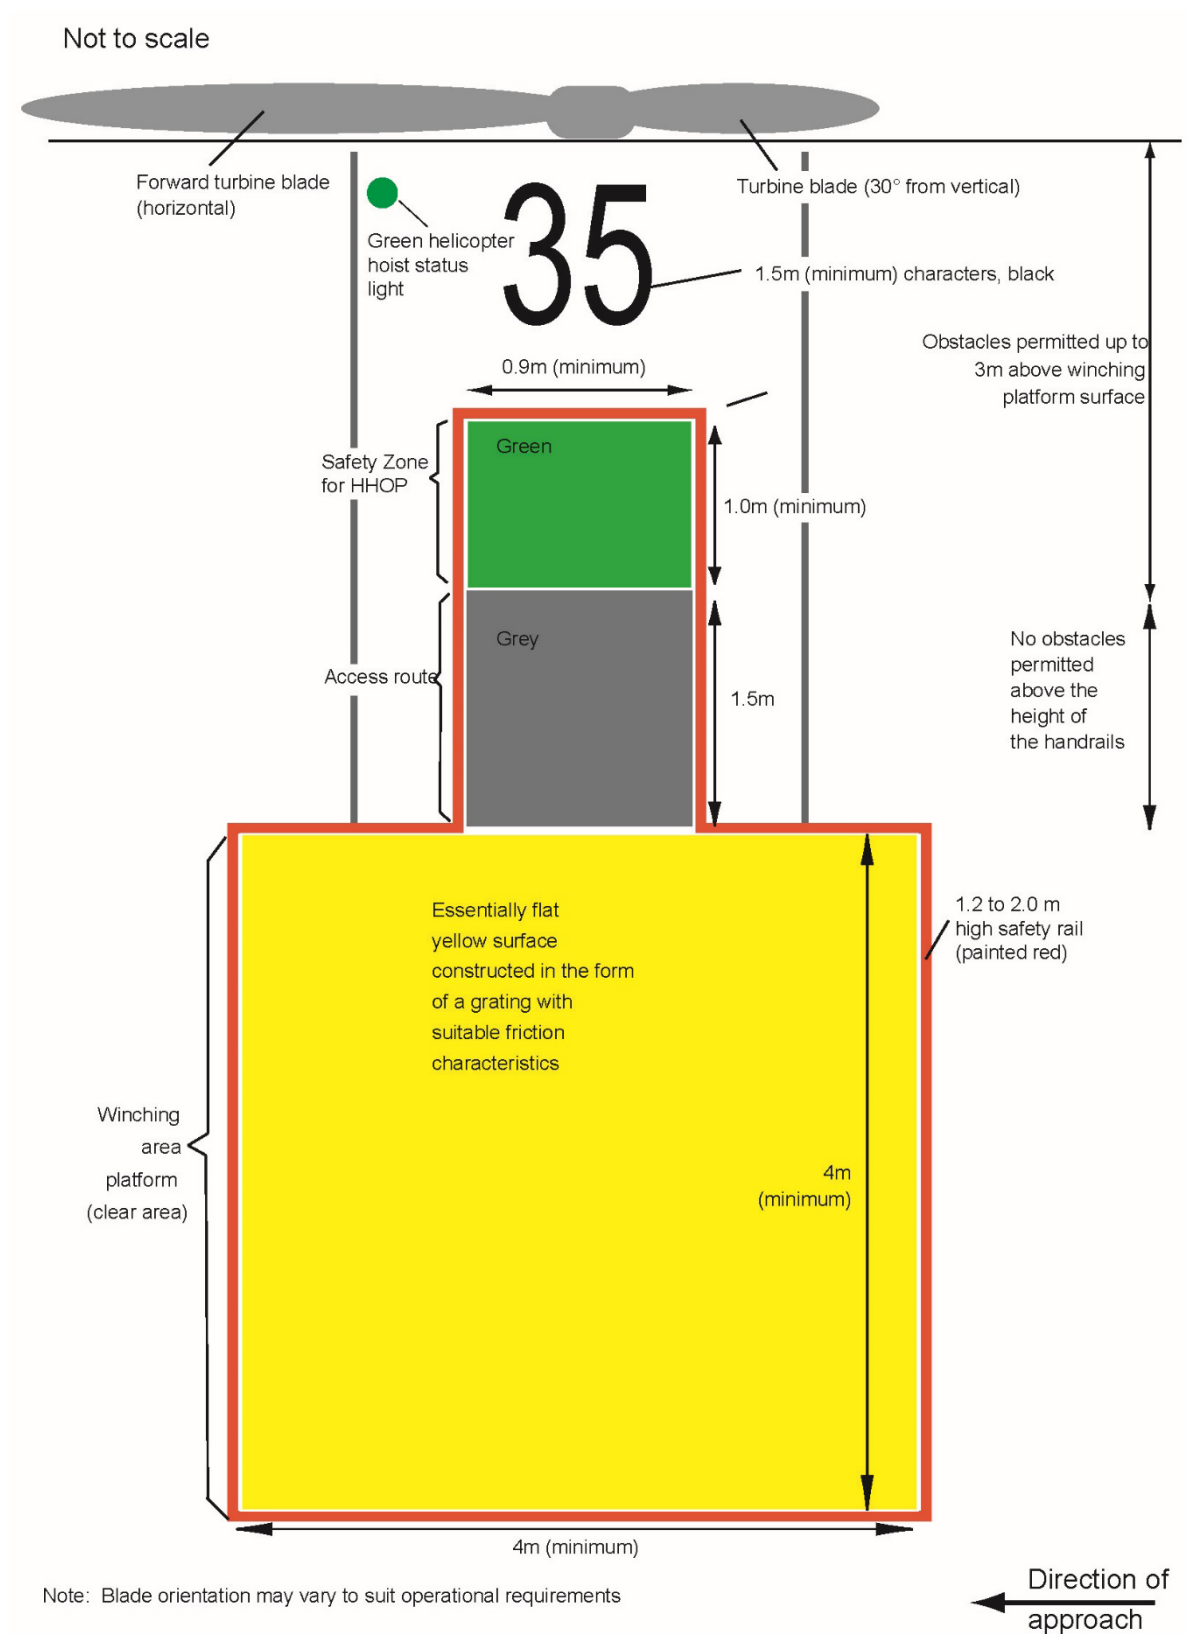 Not to scale
Forward turbine blade
(horizontal)
Turbine blade (30° from vertical)
Green helicopter
hoist status
light
35
1.5m (minimum) characters, black
Obstacles permitted up to
3m above winching
platform surface
0.9m (minimum)
Green
Safety Zone
for HHOP
1.0m (minimum)
Grey
Access route
1.5m
No obstacles
permitted
above the
height of
the handrails
Essentially flat
yellow surface
constructed in the form
of a grating with
suitable friction
characteristics
1.2 to 2.0 m
high safety rail
(painted red)
Winching
area
platform
(clear area)
4m
(minimum)
4m (minimum)
Note: Blade orientation may vary to suit operational requirements
Direction of
approach